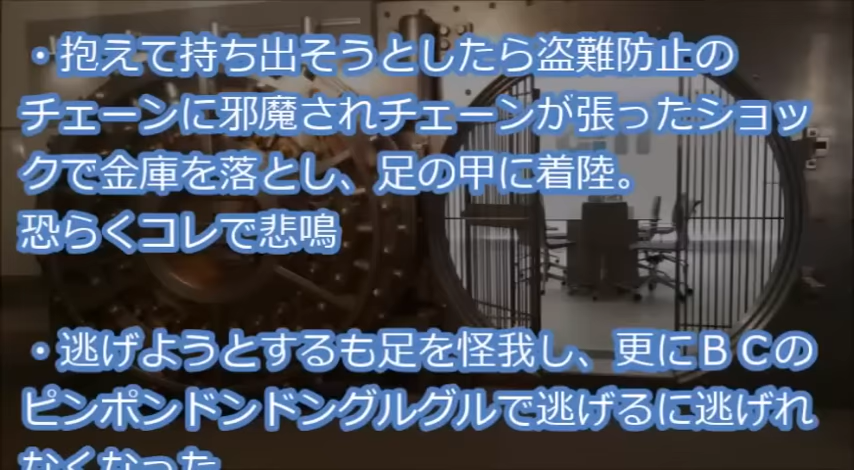 ・抱えて持ち出そうとしたら盗難防止の
チェーンに邪魔されチェーンが張ったショッ
クで金庫を落とし、足の甲に着陸。
恐らくコレで悲鳴
・逃げようとするも足を怪我し、更にＢＣの
ピンポンドンドングルグルで逃げるに逃げれ
なくなった